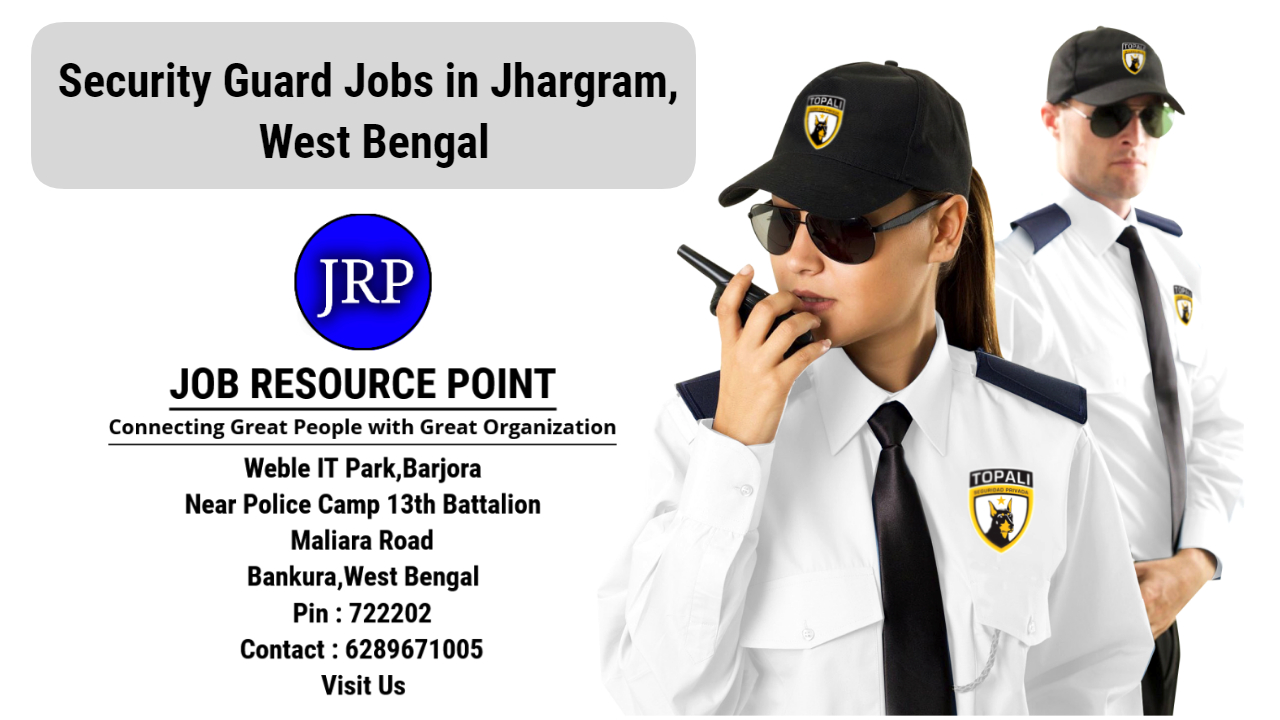 Security Guard Jobs in Jhargram,
West Bengal
JRP
JOB RESOURCE POINT
Connecting Great People with Great Organization
Weble IT Park,Barjora
Near Police Camp 13th Battalion
Maliara Road
Bankura,West Bengal
Pin : 722202
Contact : 6289671005
Visit Us
TOPALI
TOPALI
TOPALI
TOPALI
SEGURIDAD PRIVADA